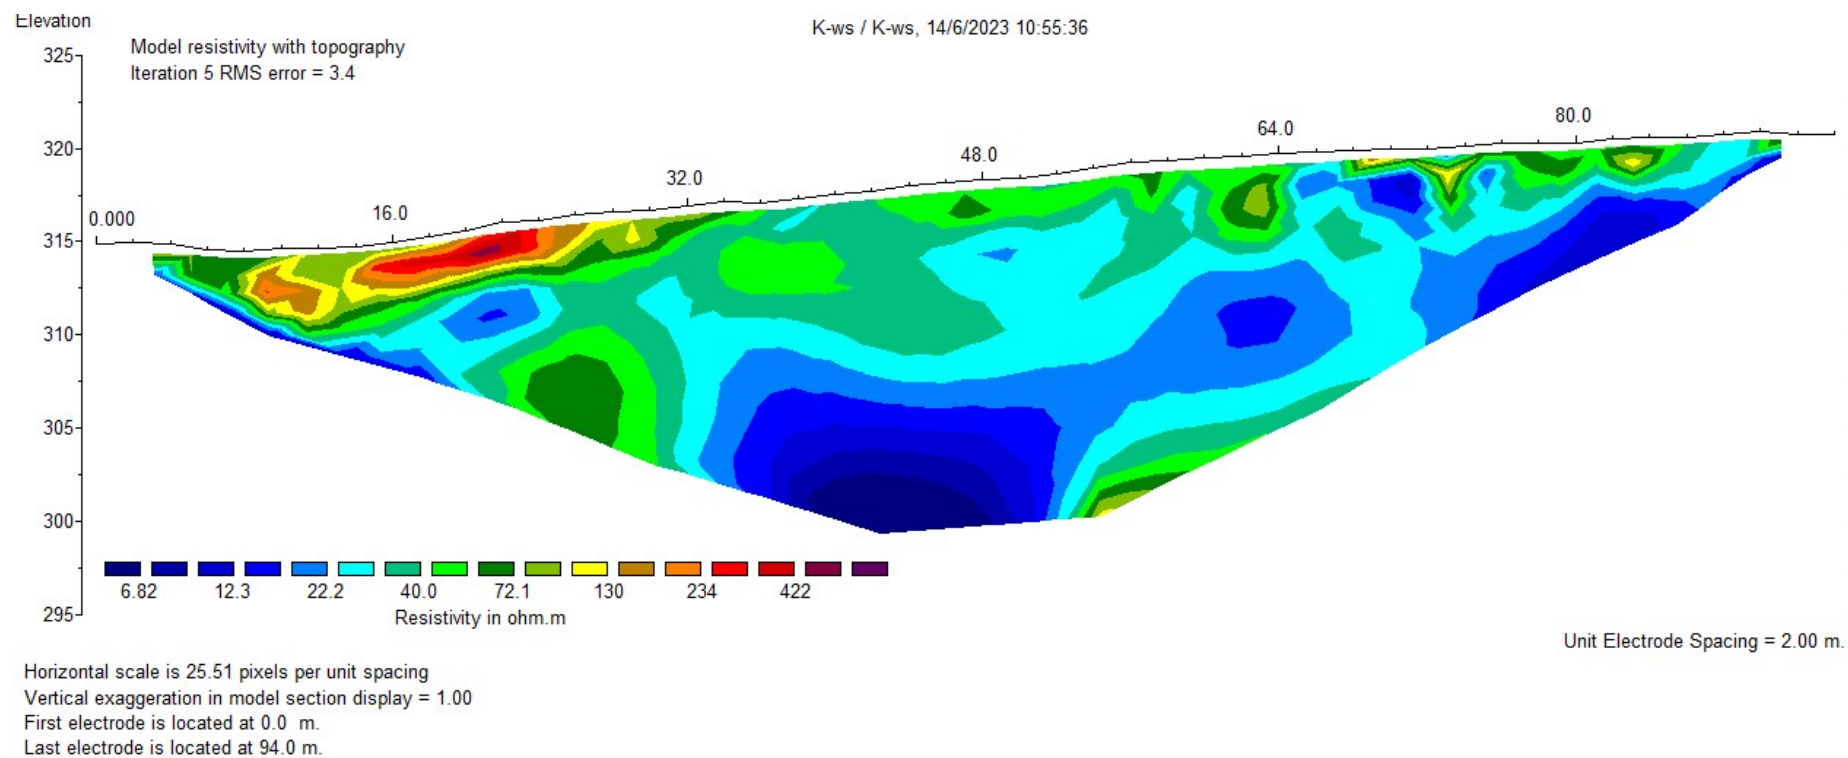 Elevation
K-ws / K-ws, 14/6/2023 10:55:36
Model resistivity with topography
Iteration 5 RMS error = 3.4
325
320
315
310
305
300
295
0.000
16.0
32.0
48.0
64.0
80.0
6.82 12.3 22.2 40.0 72.1 130 234 422
Resistivity in ohm.m
Unit Electrode Spacing = 2.00 m.
Horizontal scale is 25.51 pixels per unit spacing
Vertical exaggeration in model section display = 1.00
First electrode is located at 0.0 m.
Last electrode is located at 94.0 m.